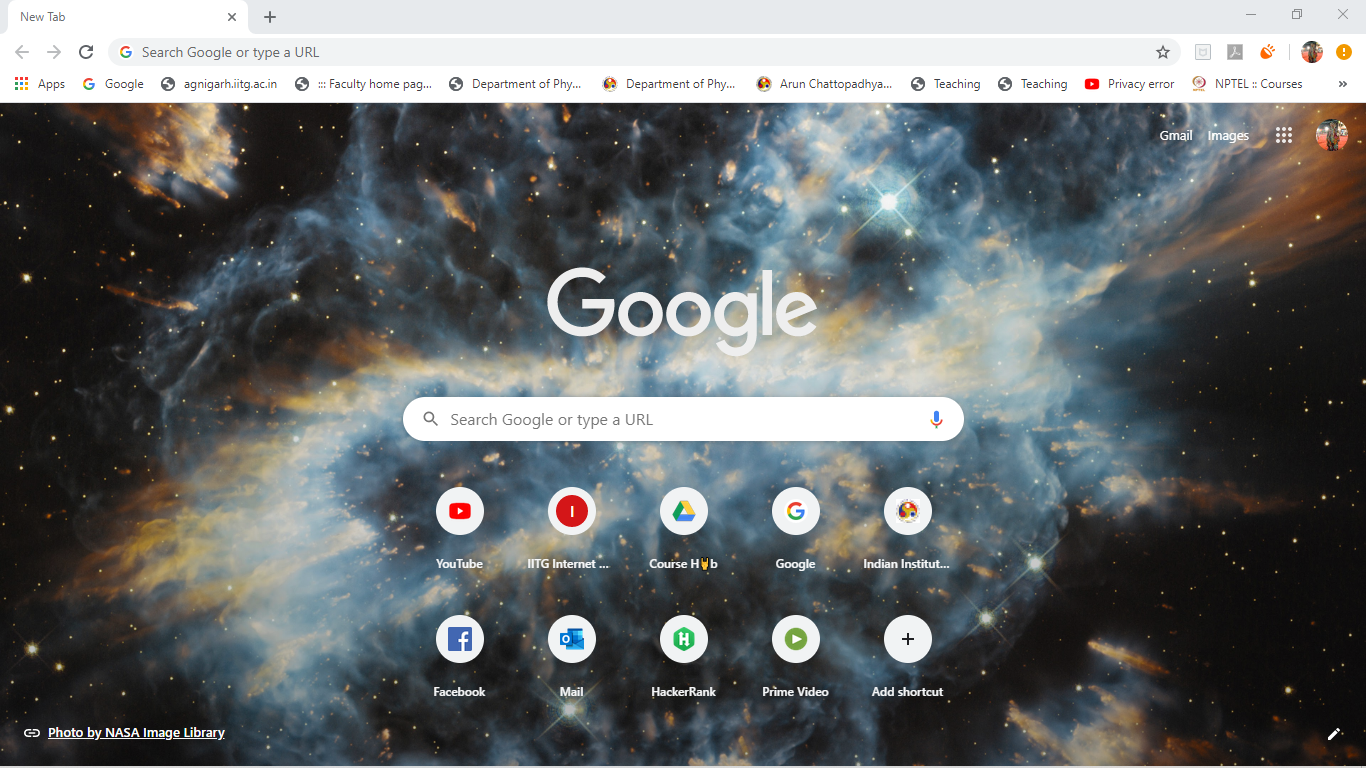 New Tab
Search Google or type a URL
Apps Google agnigarh.iitg.ac.in ::: Faculty home pag... Department of Phy... Department of Phy... Arun Chattopadhya... Teaching Teaching Privacy error NPTEL :: Courses »
Gmail Images
Google
Search Google or type a URL
YouTube IITG Internet ... Course H🤘b Google Indian Institut...
Facebook Mail HackerRank Prime Video Add shortcut
Photo by NASA Image Library